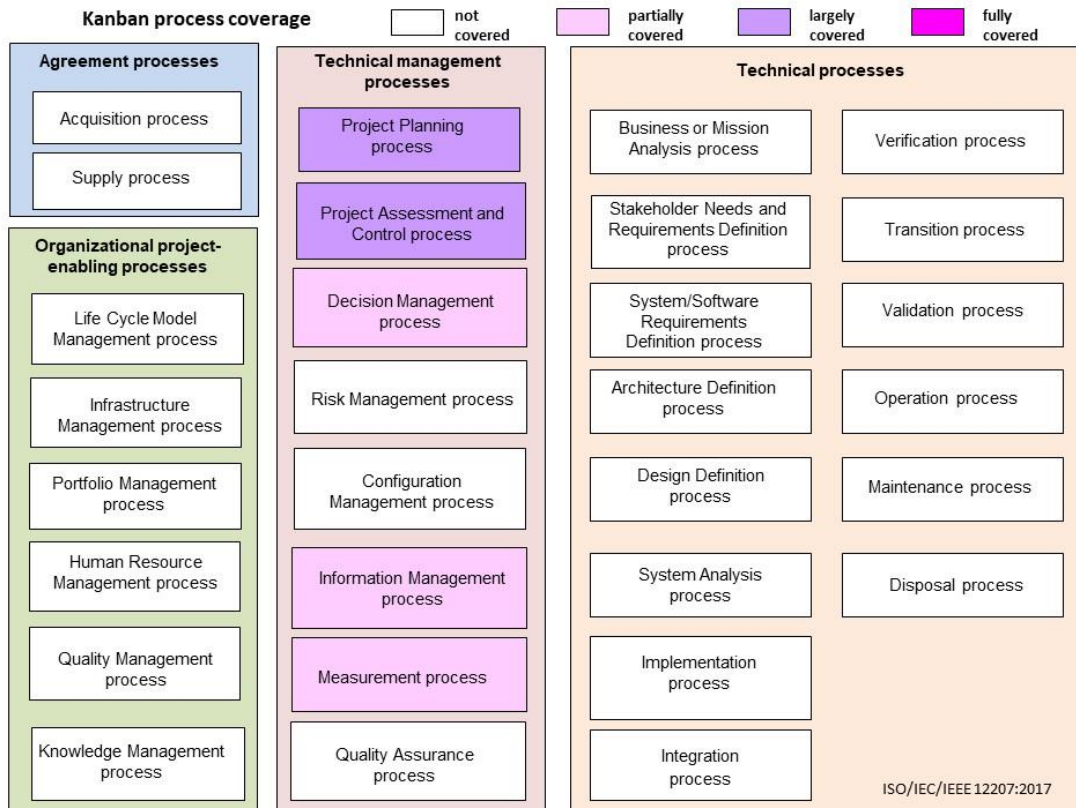 Kanban process coverage
not
covered
partially
covered
largely
covered
fully
covered
Agreement processes
Acquisition process
Supply process
Organizational project-
enabling processes
Life Cycle Model
Management process
Infrastructure
Management process
Portfolio Management
process
Human Resource
Management process
Quality Management
process
Knowledge Management
process
Technical management
processes
Project Planning
process
Project Assessment and
Control process
Decision Management
process
Risk Management process
Configuration
Management process
Information Management
process
Measurement process
Quality Assurance
process
Technical processes
Business or Mission
Analysis process
Stakeholder Needs and
Requirements Definition
process
System/Software
Requirements
Definition process
Architecture Definition
process
Design Definition
process
System Analysis
process
Implementation
process
Integration
process
Verification process
Transition process
Validation process
Operation process
Maintenance process
Disposal process
ISO/IEC/IEEE 12207:2017